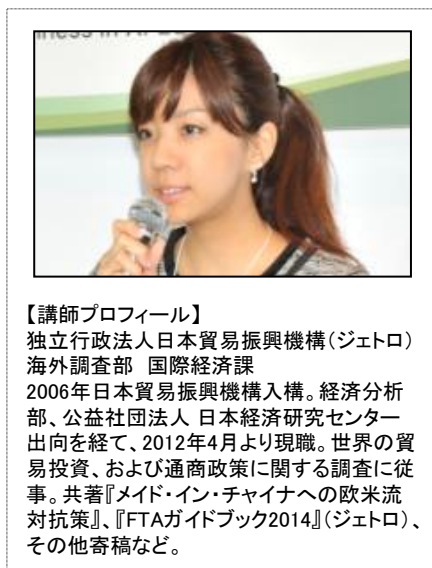 【講師プロフィール】
独立行政法人日本貿易振興機構(ジェトロ)
海外調査部　国際経済課
2006年日本貿易振興機構入構。経済分析
部、公益社団法人 日本経済研究センター
出向を経て、2012年4月より現職。世界の貿
易投資、および通商政策に関する調査に従
事。共著『メイド・イン・チャイナへの欧米流
対抗策』、『FTAガイドブック2014』(ジェトロ)、
その他寄稿など。